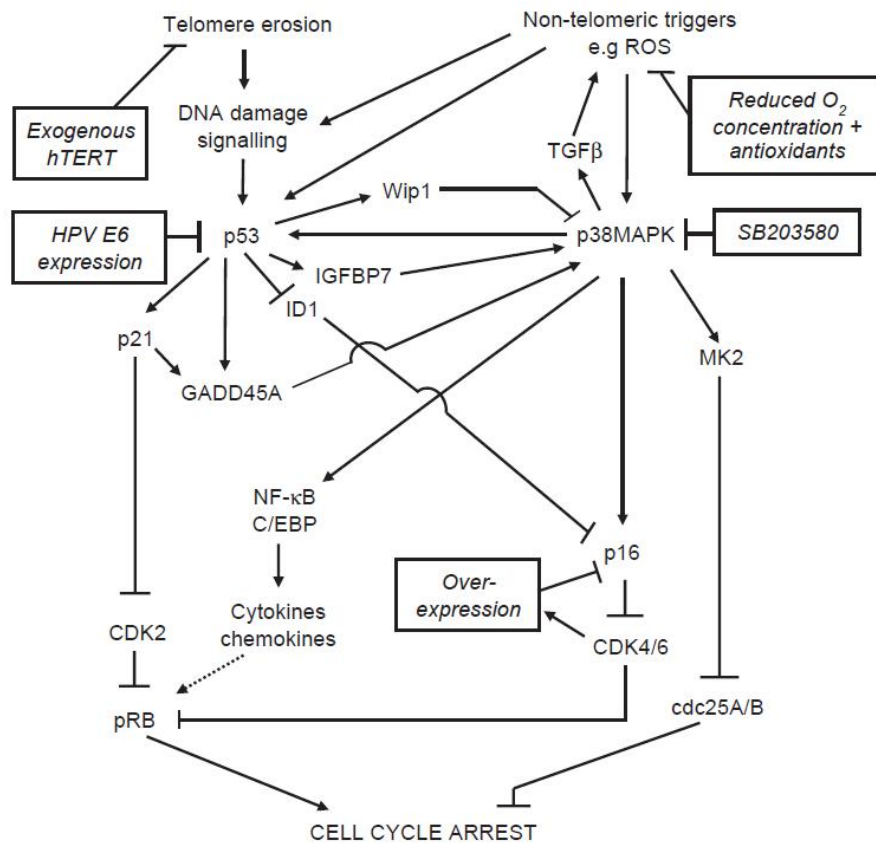 Telomere erosion
Non-telomeric triggers
e.g ROS
Exogenous
hTERT
DNA damage
signalling
Reduced O₂
concentration +
antioxidants
TGFβ
Wip1
HPV E6
expression
p53
p38MAPK
SB203580
IGFBP7
ID1
p21
MK2
GADD45A
NF-κB
C/EBP
p16
Over-
expression
Cytokines
chemokines
CDK2
CDK4/6
pRB
cdc25A/B
CELL CYCLE ARREST